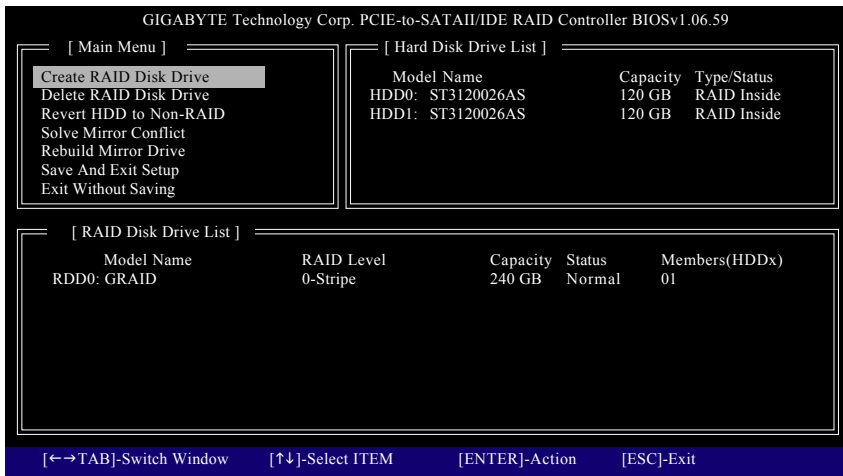 GIGABYTE Technology Corp. PCIE-to-SATAII/IDE RAID Controller BIOSv1.06.59
[ Main Menu ]
Create RAID Disk Drive
Delete RAID Disk Drive
Revert HDD to Non-RAID
Solve Mirror Conflict
Rebuild Mirror Drive
Save And Exit Setup
Exit Without Saving
[ Hard Disk Drive List ]
Model Name Capacity Type/Status
HDD0: ST3120026AS 120 GB RAID Inside
HDD1: ST3120026AS 120 GB RAID Inside
[ RAID Disk Drive List ]
Model Name RAID Level Capacity Status Members(HDDx)
RDD0: GRAID 0-Stripe 240 GB Normal 01
[←→TAB]-Switch Window [↑↓]-Select ITEM [ENTER]-Action [ESC]-Exit